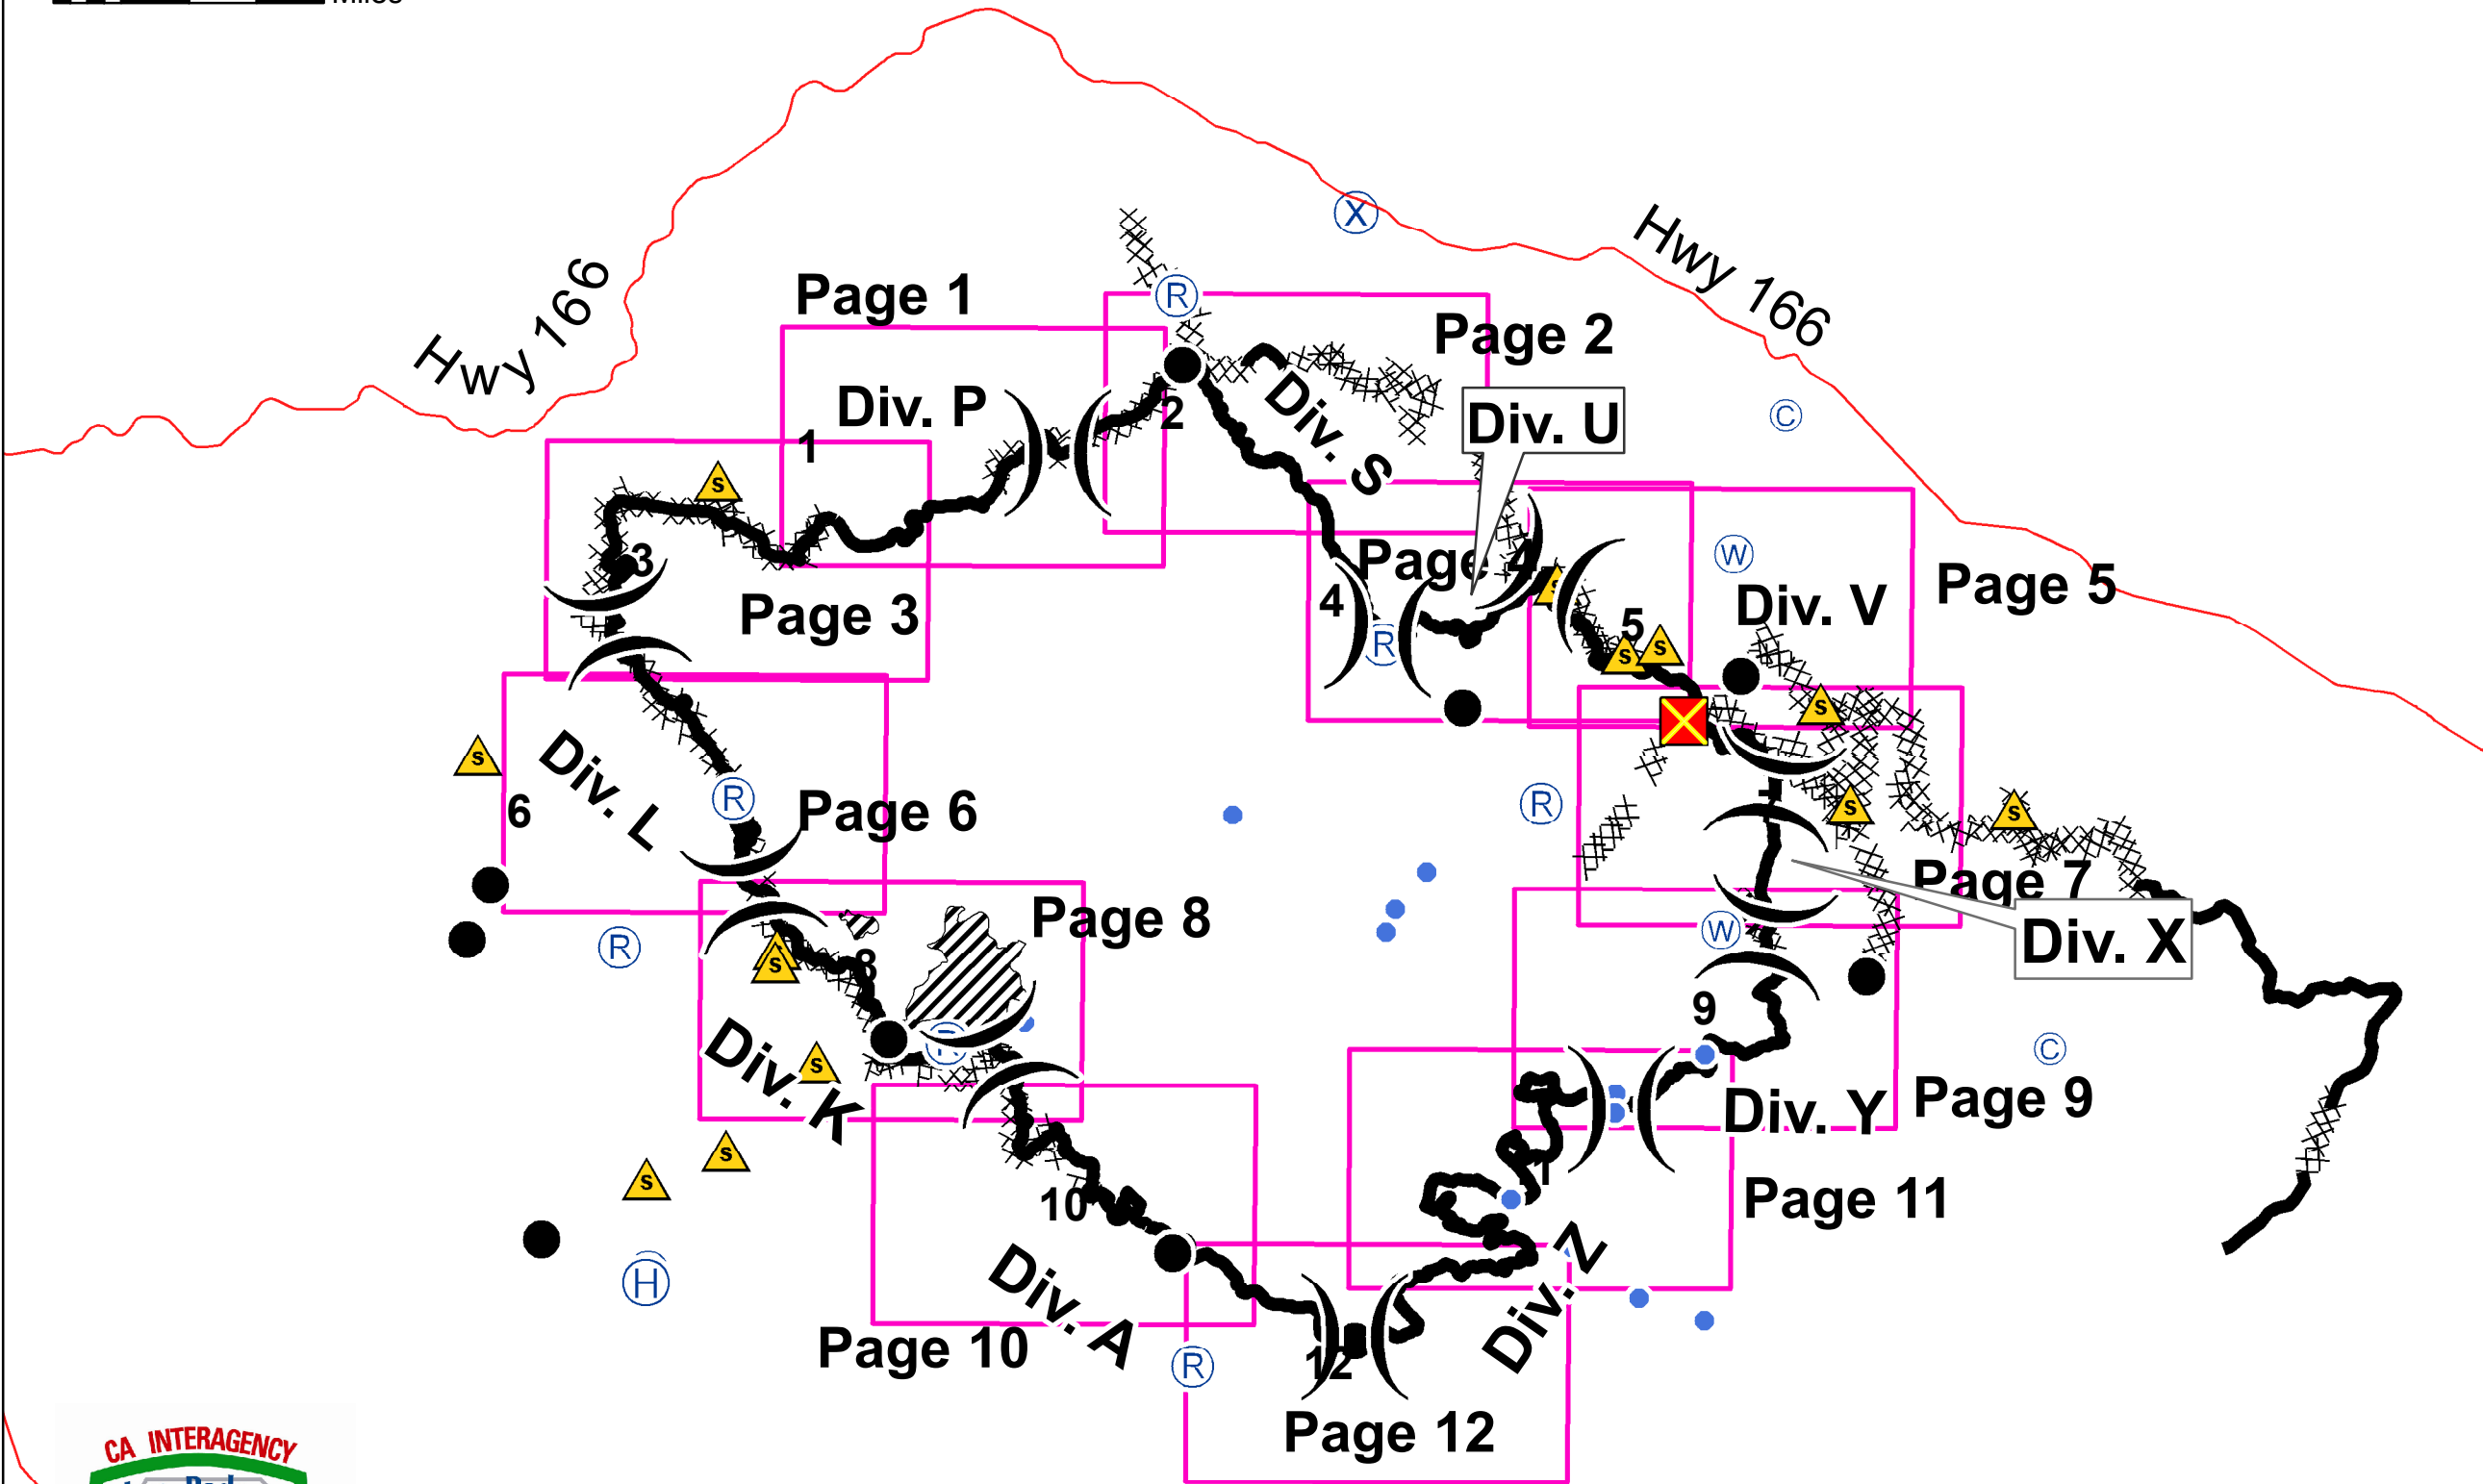 Miles
Hwy 166
Hwy 166
X
R
Page 1
Page 2
C
Div. P
2
Div. S
Div. U
1
S
3
Page 3
Page 4
4
R
W
Div. V
Page 5
5
S
S
S
S
Div. L
6
R
Page 6
R
S
S
Page 7
Page 8
W
Div. X
R
S
8
9
C
Div. K
S
Div. Y
Page 9
S
S
10
Page 11
H
Div. A
Div. Z
Page 10
R
12
Page 12
CA INTERAGENCY